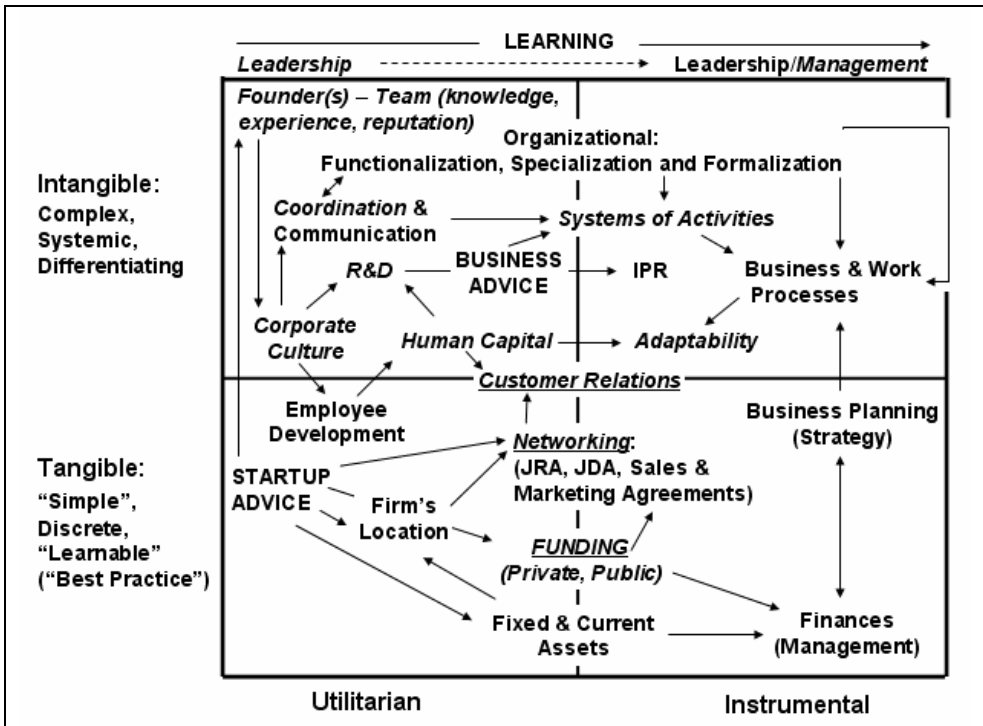 LEARNING
Leadership
Leadership/Management
Founder(s) – Team (knowledge,
experience, reputation)
Organizational:
Functionalization, Specialization and Formalization
Intangible:
Complex,
Systemic,
Differentiating
Coordination &
Communication
Systems of Activities
R&D
BUSINESS
ADVICE
IPR
Business & Work
Processes
Corporate
Culture
Human Capital
Adaptability
Customer Relations
Employee
Development
Business Planning
(Strategy)
Networking:
(JRA, JDA, Sales &
Marketing Agreements)
Tangible:
“Simple”,
Discrete,
“Learnable”
(“Best Practice”)
STARTUP
ADVICE
Firm’s
Location
FUNDING
(Private, Public)
Fixed & Current
Assets
Finances
(Management)
Utilitarian
Instrumental